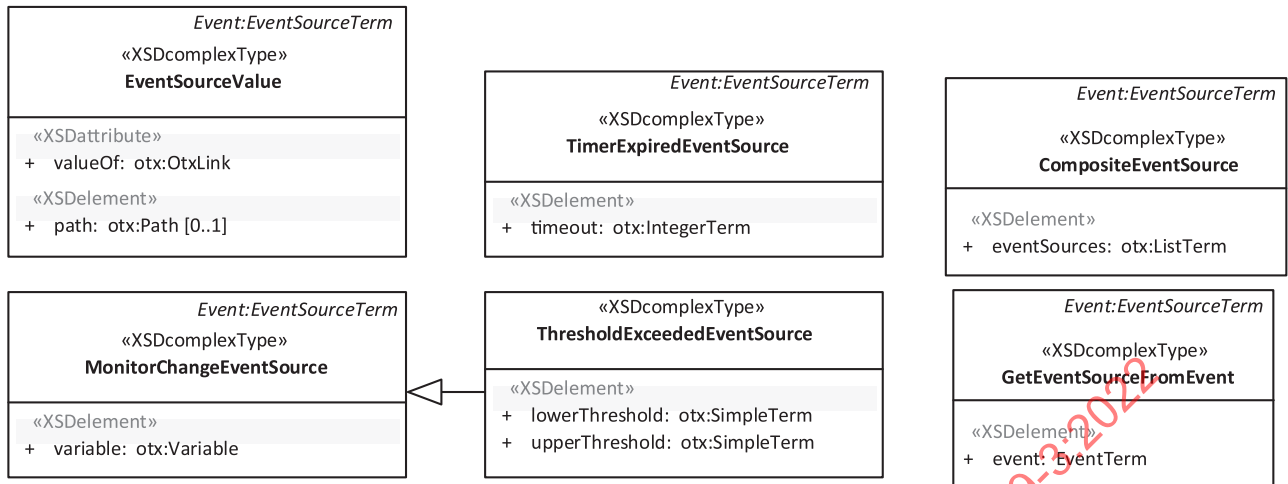 Event:EventSourceTerm
«XSDcomplexType»
EventSourceValue
«XSDattribute»
+ valueOf: otx:OtxLink
«XSDelement»
+ path: otx:Path [0..1]
Event:EventSourceTerm
«XSDcomplexType»
TimerExpiredEventSource
«XSDelement»
+ timeout: otx:IntegerTerm
Event:EventSourceTerm
«XSDcomplexType»
CompositeEventSource
«XSDelement»
+ eventSources: otx:ListTerm
Event:EventSourceTerm
«XSDcomplexType»
MonitorChangeEventSource
«XSDelement»
+ variable: otx:Variable
«XSDcomplexType»
ThresholdExceededEventSource
«XSDelement»
+ lowerThreshold: otx:SimpleTerm
+ upperThreshold: otx:SimpleTerm
Event:EventSourceTerm
«XSDcomplexType»
GetEventSourceFromEvent
«XSDelement»
+ event: EventTerm
-3:2022